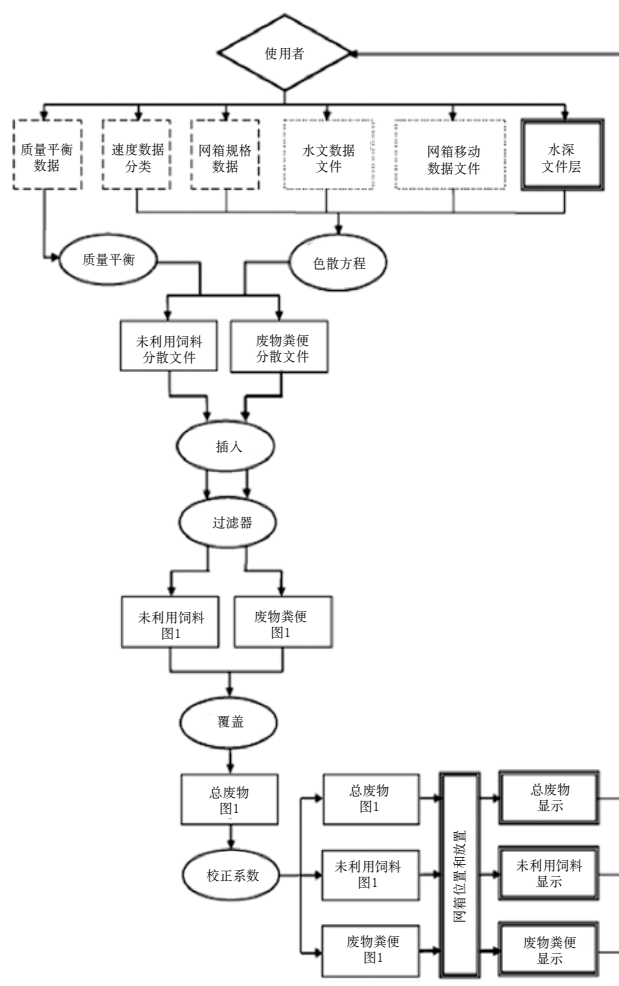 使用者
质量平衡
数据
速度数据
分类
网箱规格
数据
水文数据
文件
网箱移动
数据文件
水深
文件层
质量平衡
色散方程
未利用饲料
分散文件
废物粪便
分散文件
插入
过滤器
未利用饲料
图1
废物粪便
图1
覆盖
总废物
图1
校正系数
总废物
图1
未利用饲料
图1
废物粪便
图1
网箱位置和放置
总废物
显示
未利用饲料
显示
废物粪便
显示